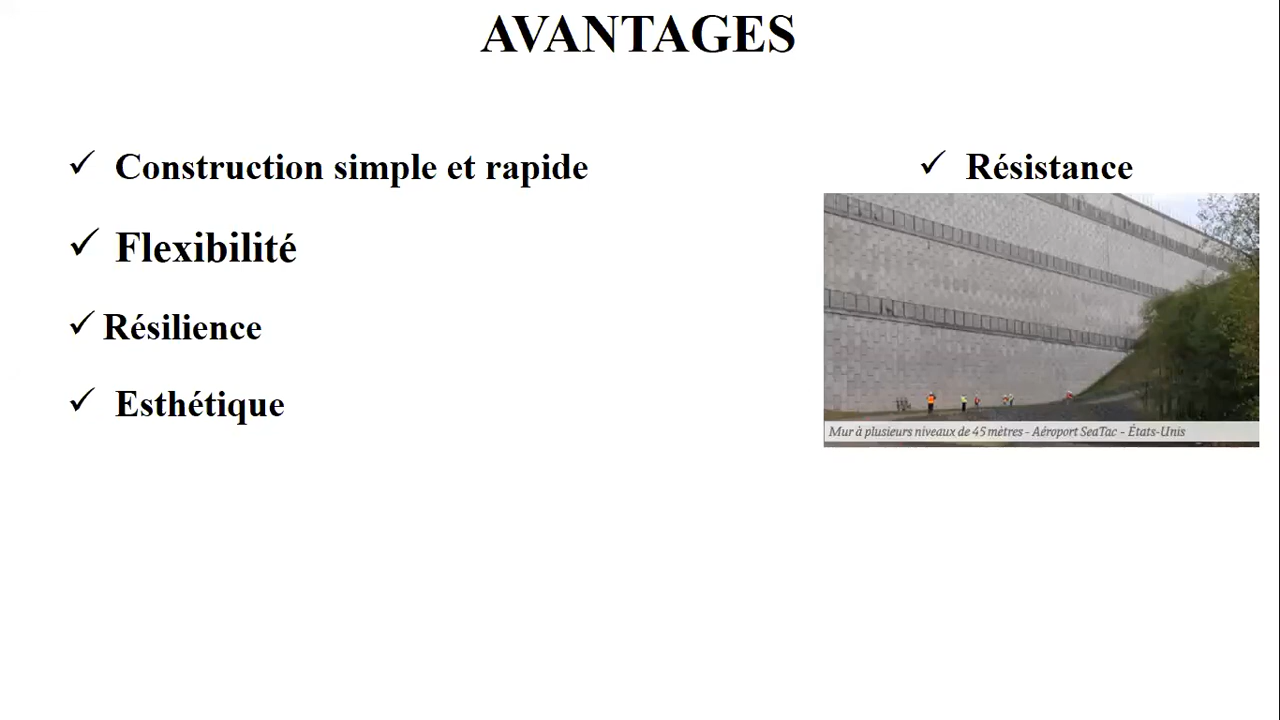 AVANTAGES
✓ Construction simple et rapide
✓ Flexibilité
✓ Résilience
✓ Esthétique
✓ Résistance
Mur à plusieurs niveaux de 45 mètres - Aéroport SeaTac - États-Unis